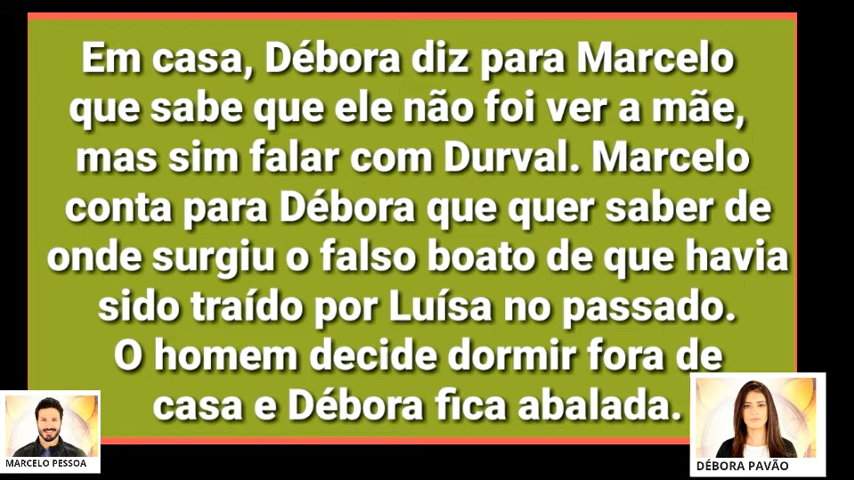 Em casa, Débora diz para Marcelo
que sabe que ele não foi ver a mãe,
mas sim falar com Durval. Marcelo
conta para Débora que quer saber de
onde surgiu o falso boato de que havia
sido traído por Luísa no passado.
O homem decide dormir fora de
casa e Débora fica abalada.
MARCELO PESSOA
DÉBORA PAVÃO